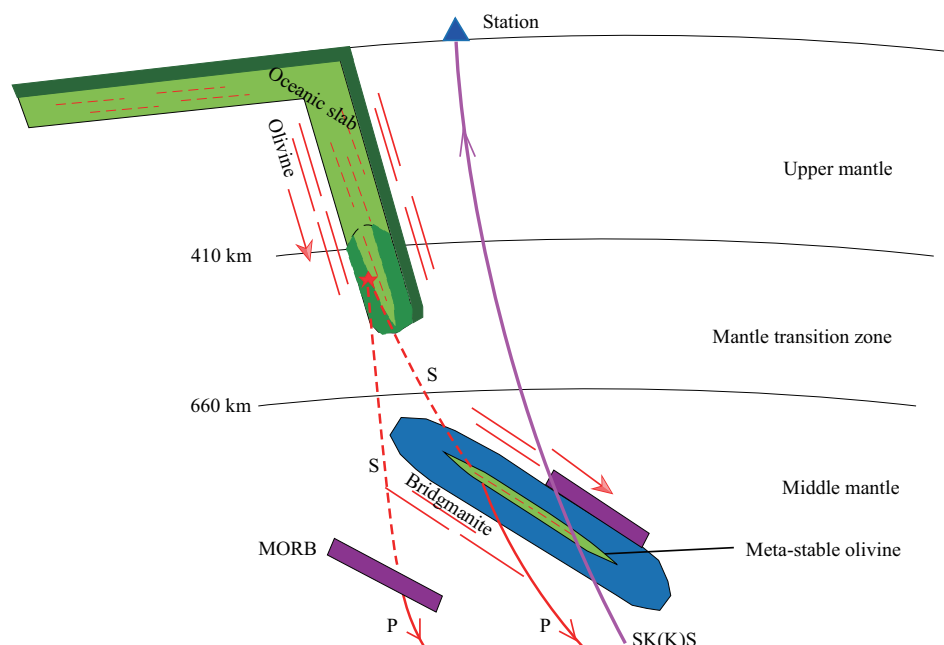 Station
Oceanic slab
Olivine
Upper mantle
410 km
Mantle transition zone
S
660 km
S
Bridgmanite
Middle mantle
MORB
Meta-stable olivine
P
P
SK(K)S